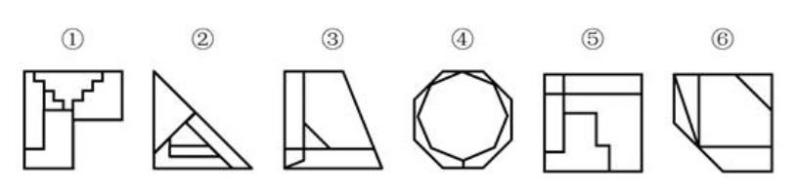 ① ② ③ ④ ⑤ ⑥